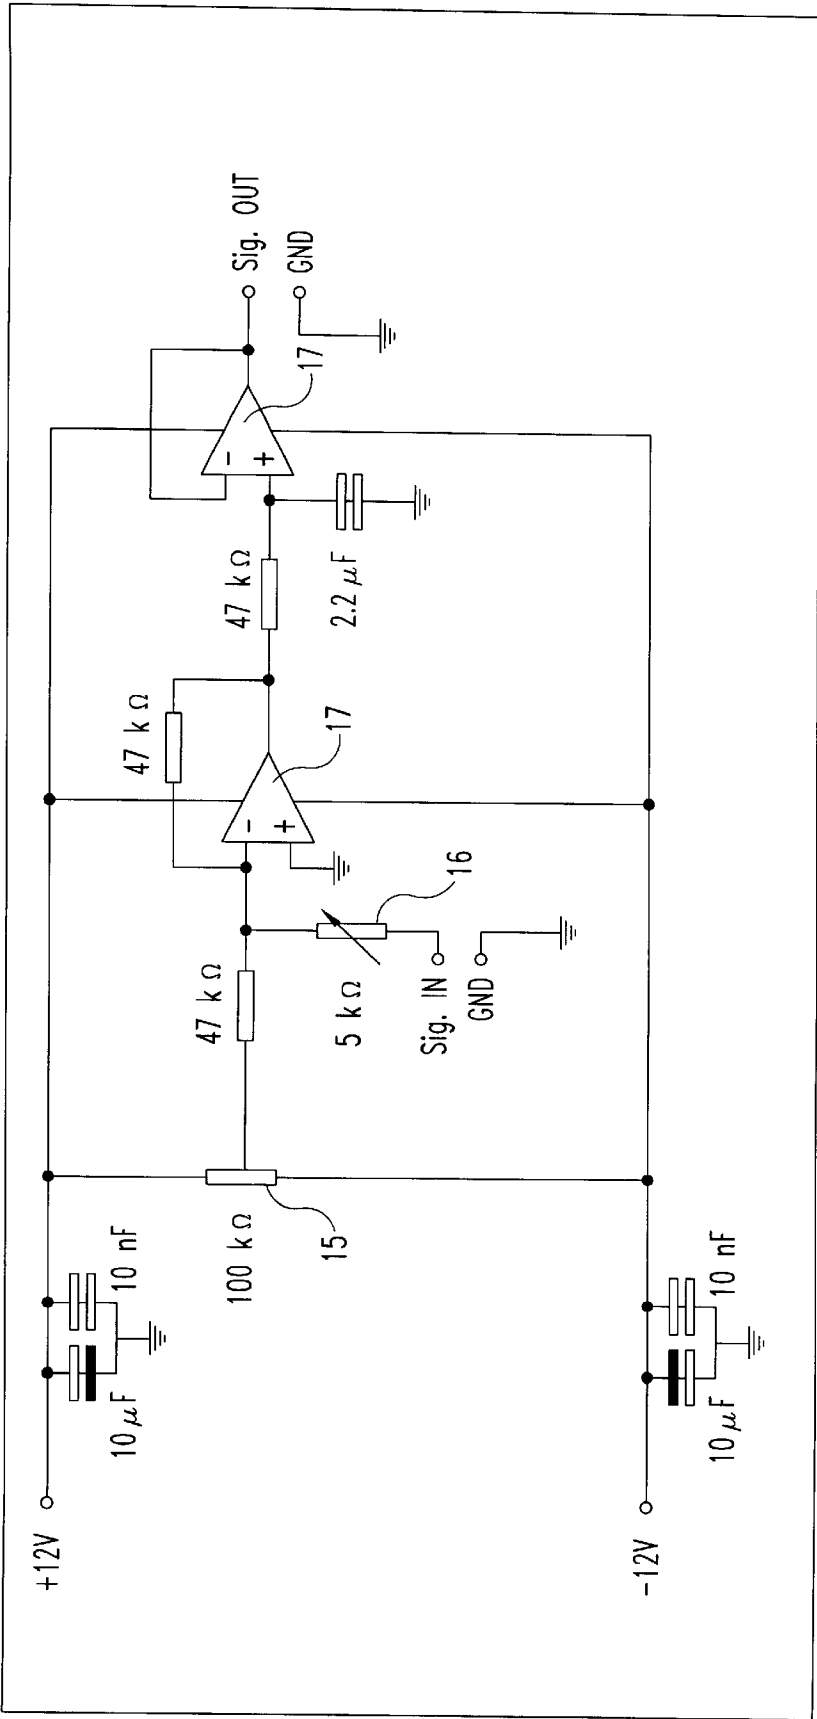 +12V
10 μF
10 nF
100 kΩ
15
47 kΩ
5 kΩ
16
Sig. IN
GND
47 kΩ
-
+
17
47 kΩ
2.2 μF
-
+
17
Sig. OUT
GND
-12V
10 μF
10 nF